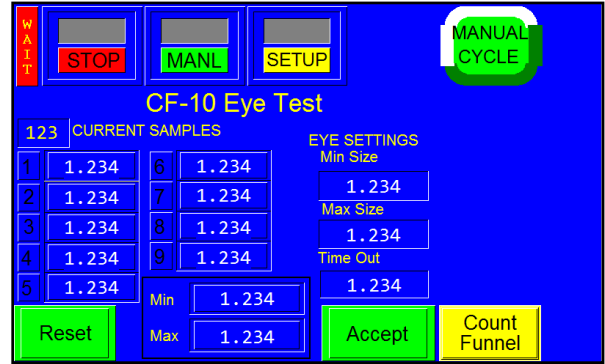 WAIT
STOP
MANL
SETUP
MANUAL
CYCLE
CF-10 Eye Test
123 CURRENT SAMPLES
1 1.234
2 1.234
3 1.234
4 1.234
5 1.234
6 1.234
7 1.234
8 1.234
9 1.234
Min 1.234
Max 1.234
EYE SETTINGS
Min Size
1.234
Max Size
1.234
Time Out
1.234
Reset
Accept
Count
Funnel